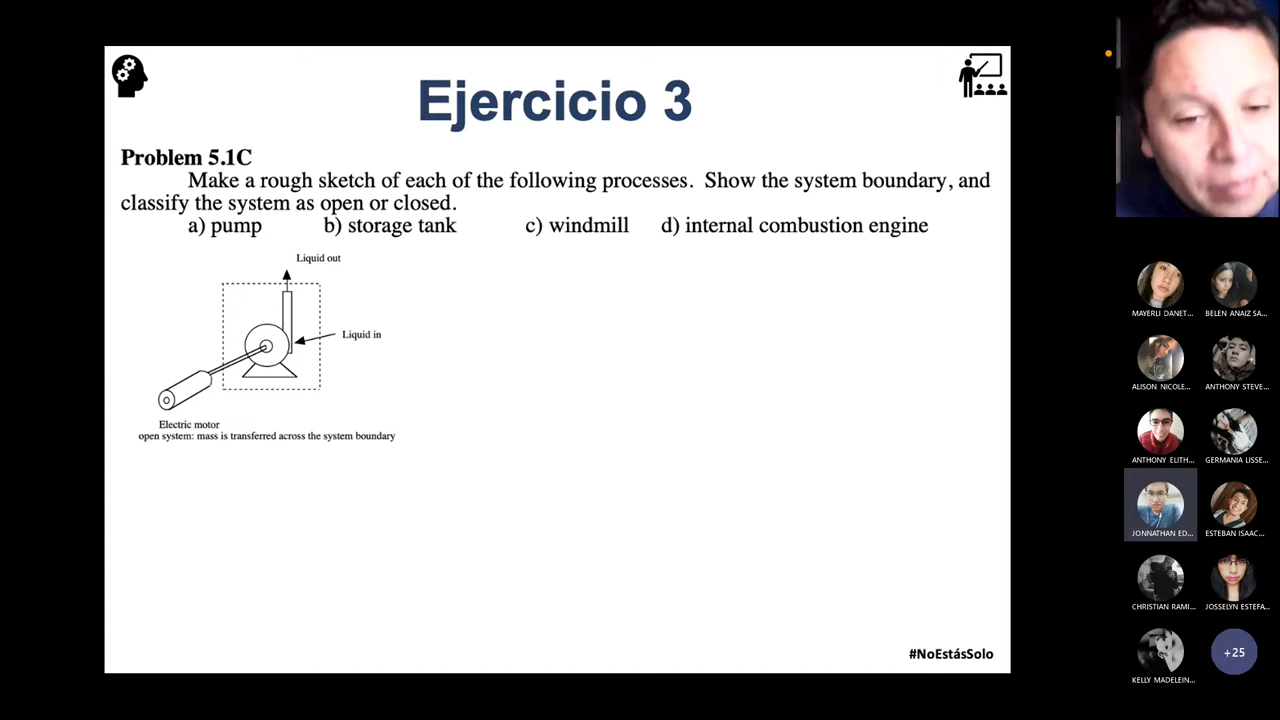 Ejercicio 3
Problem 5.1C
Make a rough sketch of each of the following processes. Show the system boundary, and
classify the system as open or closed.
a) pump b) storage tank c) windmill d) internal combustion engine
Liquid out
Liquid in
Electric motor
open system: mass is transferred across the system boundary
#NoEstásSolo
MAYERLI DANET...
BELEN ANAIZ SA...
ALISON NICOLE...
ANTHONY STEVE...
ANTHONY ELITH...
GERMANIA LISSE...
JONNATHAN ED...
ESTEBAN ISAAC...
CHRISTIAN RAMI...
JOSSELYN ESTEFA...
KELLY MADELEIN...
+25